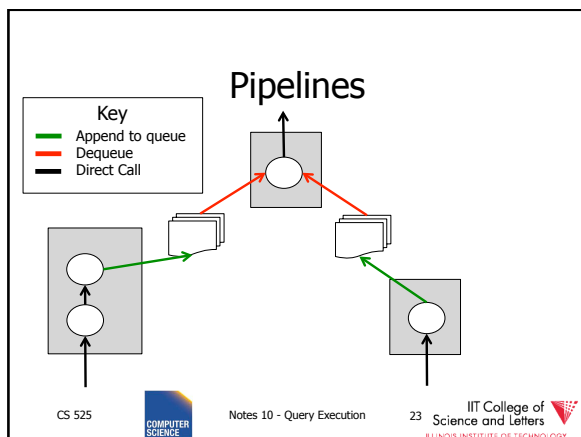 Pipelines
Key
Append to queue
Dequeue
Direct Call
CS 525
COMPUTER
SCIENCE
Notes 10 - Query Execution
23
IIT College of
Science and Letters
ILLINOIS INSTITUTE OF TECHNOLOGY